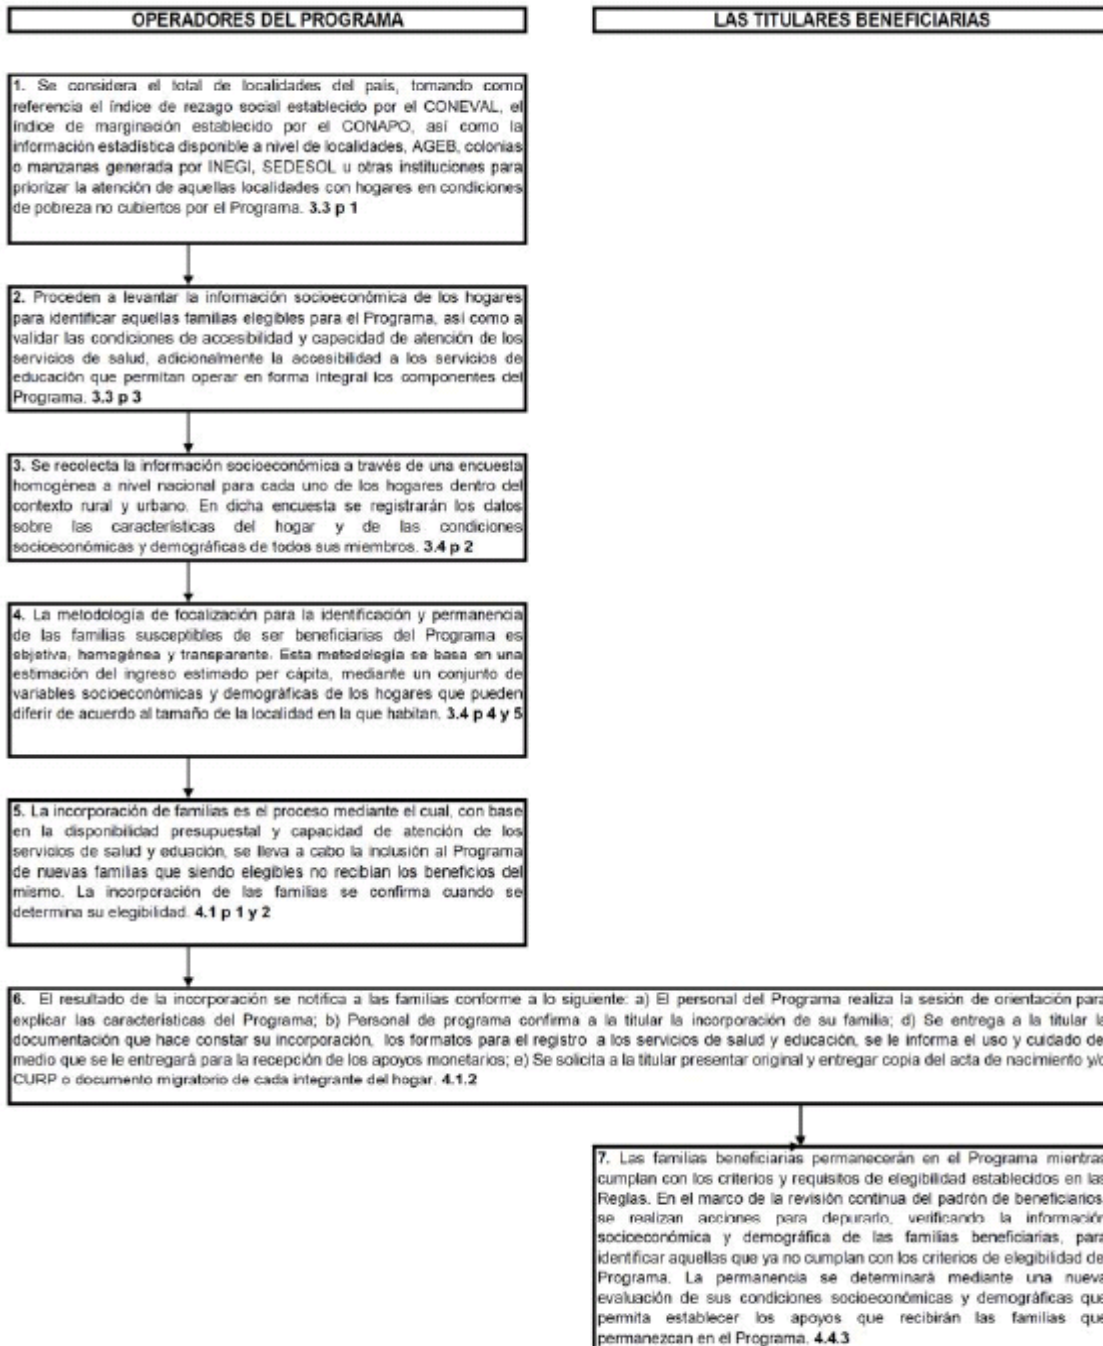 OPERADORES DEL PROGRAMA
LAS TITULARES BENEFICIARIAS
1. Se considera el total de localidades del país, tomando como
referencia el índice de rezago social establecido por el CONEVAL, el
índice de marginación establecido por el CONAPO, así como la
información estadística disponible a nivel de localidades, AGEB, colonias
o manzanas generada por INEGI, SEDESOL u otras instituciones para
priorizar la atención de aquellas localidades con hogares en condiciones
de pobreza no cubiertos por el Programa. 3.3 p 1
2. Proceden a levantar la información socioeconómica de los hogares
para identificar aquellas familias elegibles para el Programa, así como a
validar las condiciones de accesibilidad y capacidad de atención de los
servicios de salud, adicionalmente la accesibilidad a los servicios de
educación que permitan operar en forma integral los componentes del
Programa. 3.3 p 3
3. Se recolecta la información socioeconómica a través de una encuesta
homogénea a nivel nacional para cada uno de los hogares dentro del
contexto rural y urbano. En dicha encuesta se registrarán los datos
sobre las características del hogar y de las condiciones
socioeconómicas y demográficas de todos sus miembros. 3.4 p 2
4. La metodología de focalización para la identificación y permanencia
de las familias susceptibles de ser beneficiarias del Programa es
objetiva, homogénea y transparente. Esta metodología se basa en una
estimación del ingreso estimado per cápita, mediante un conjunto de
variables socioeconómicas y demográficas de los hogares que pueden
diferir de acuerdo al tamaño de la localidad en la que habitan. 3.4 p 4 y 5
5. La incorporación de familias es el proceso mediante el cual, con base
en la disponibilidad presupuestal y capacidad de atención de los
servicios de salud y eduación, se lleva a cabo la inclusión al Programa
de nuevas familias que siendo elegibles no recibían los beneficios del
mismo. La incorporación de las familias se confirma cuando se
determina su elegibilidad. 4.1 p 1 y 2
6. El resultado de la incorporación se notifica a las familias conforme a lo siguiente: a) El personal del Programa realiza la sesión de orientación para
explicar las características del Programa; b) Personal de programa confirma a la titular la incorporación de su familia; d) Se entrega a la titular la
documentación que hace constar su incorporación, los formatos para el registro a los servicios de salud y educación, se le informa el uso y cuidado de
medio que se le entregará para la recepción de los apoyos monetarios; e) Se solicita a la titular presentar original y entregar copia del acta de nacimiento y/o
CURP o documento migratorio de cada integrante del hogar. 4.1.2
7. Las familias beneficiarias permanecerán en el Programa mientras
cumplan con los criterios y requisitos de elegibilidad establecidos en las
Reglas. En el marco de la revisión continua del padrón de beneficiarios
se realizan acciones para depurarlo, verificando la información
socioeconómica y demográfica de las familias beneficiarias, para
identificar aquellas que ya no cumplan con los criterios de elegibilidad de
Programa. La permanencia se determinará mediante una nueva
evaluación de sus condiciones socioeconómicas y demográficas que
permita establecer los apoyos que recibirán las familias que
permanezcan en el Programa. 4.4.3